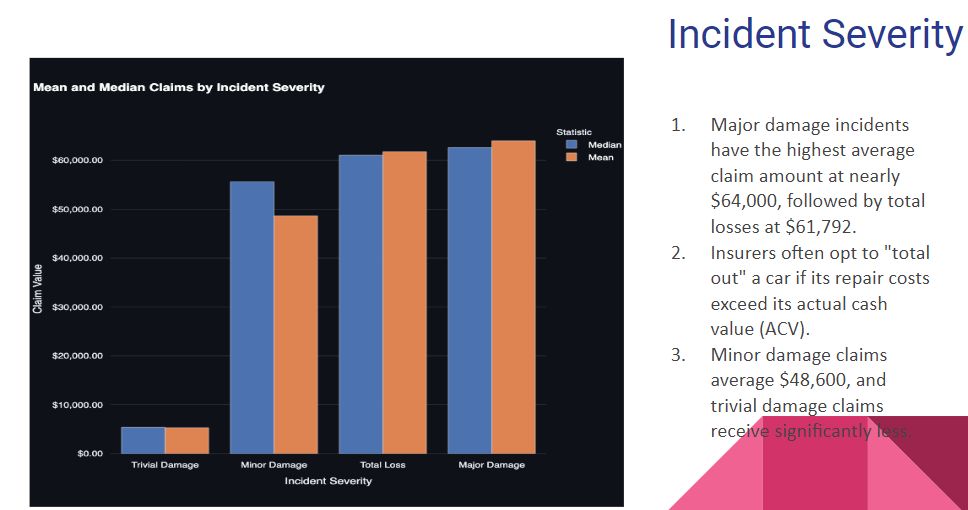 Incident Severity
Mean and Median Claims by Incident Severity
Statistic
Median
Mean
$60,000.00
$50,000.00
$40,000.00
$30,000.00
$20,000.00
$10,000.00
$0.00
Claim Value
Trivial Damage
Minor Damage
Total Loss
Major Damage
Incident Severity
1. Major damage incidents
have the highest average
claim amount at nearly
$64,000, followed by total
losses at $61,792.
2. Insurers often opt to "total
out" a car if its repair costs
exceed its actual cash
value (ACV).
3. Minor damage claims
average $48,600, and
trivial damage claims
receive significantly less.